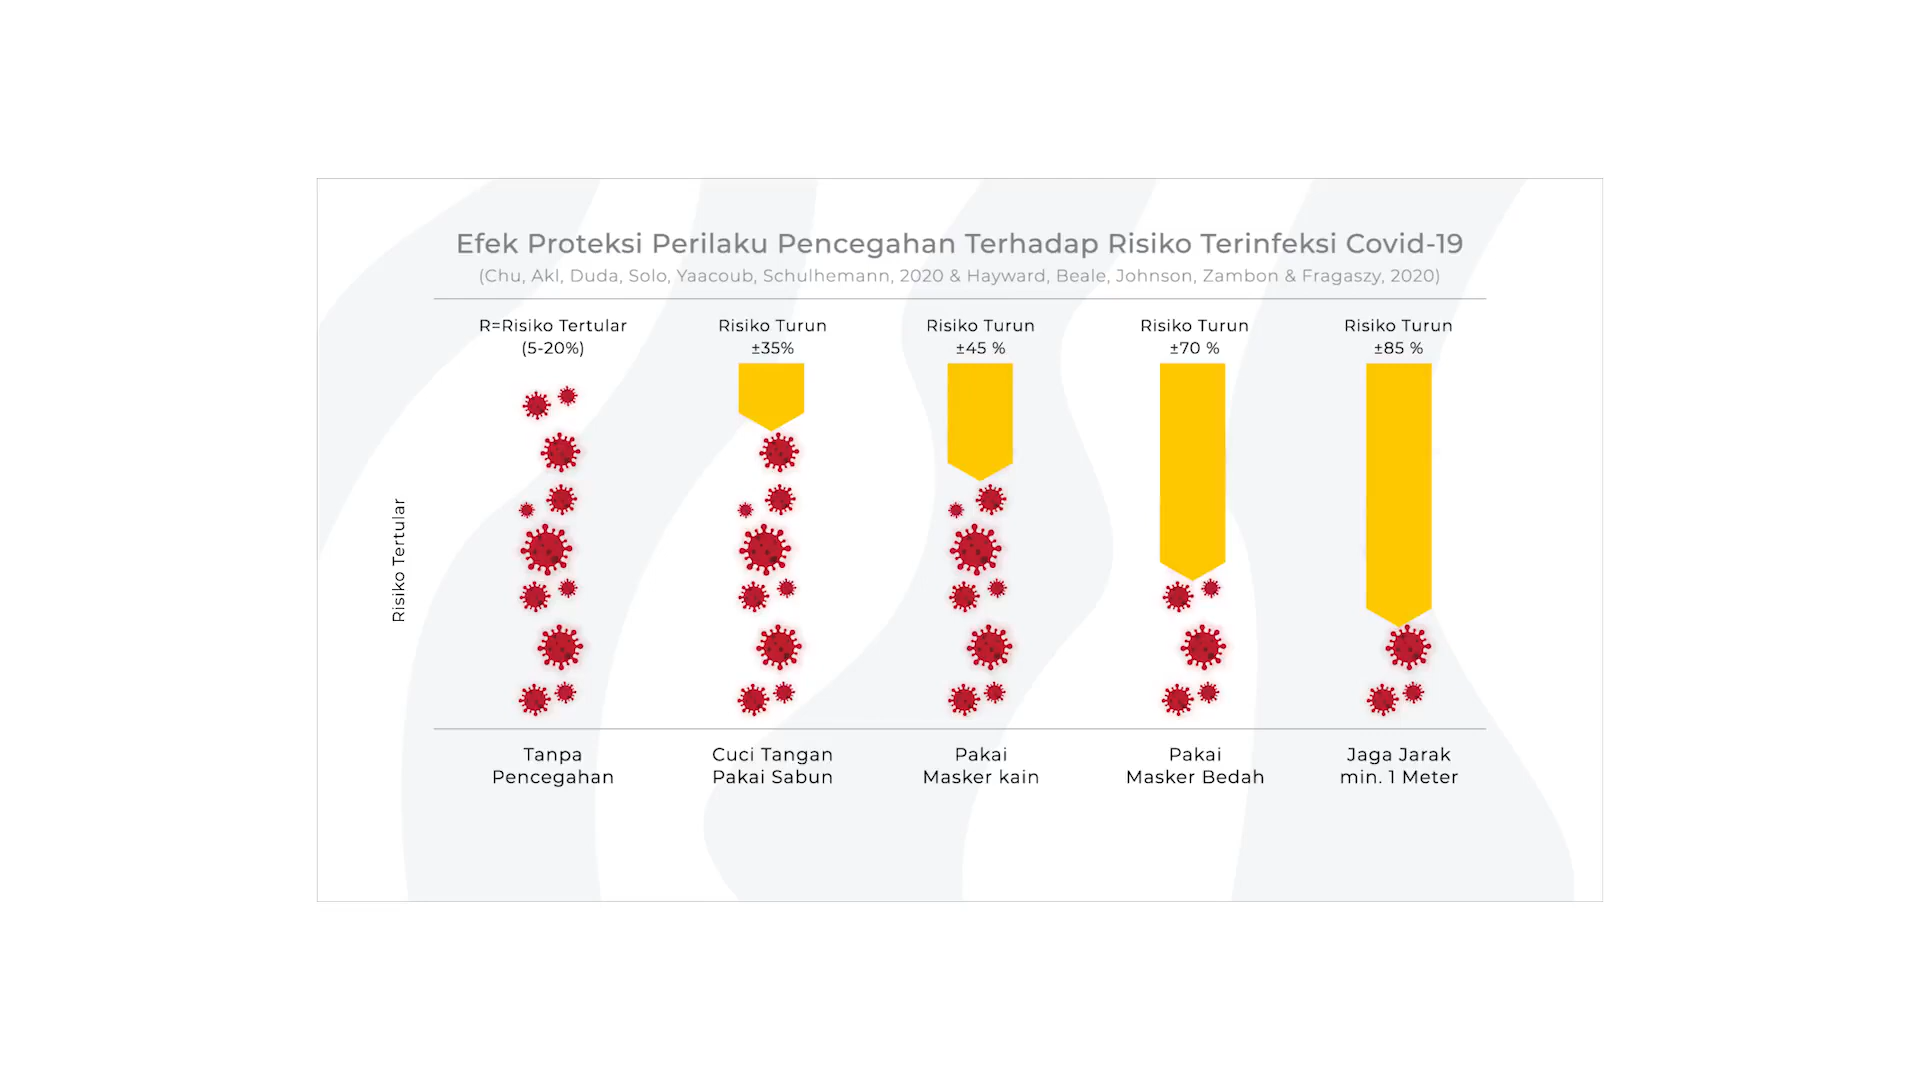 Efek Proteksi Perilaku Pencegahan Terhadap Risiko Terinfeksi Covid-19
(Chu, Akl, Duda, Solo, Yaacoub, Schulhemann, 2020 & Hayward, Beale, Johnson, Zambon & Fragaszy, 2020)
R=Risiko Tertular
(5-20%)
Risiko Turun
±35%
Risiko Turun
±45 %
Risiko Turun
±70 %
Risiko Turun
±85 %
Risiko Tertular
Tanpa
Pencegahan
Cuci Tangan
Pakai Sabun
Pakai
Masker kain
Pakai
Masker Bedah
Jaga Jarak
min. 1 Meter